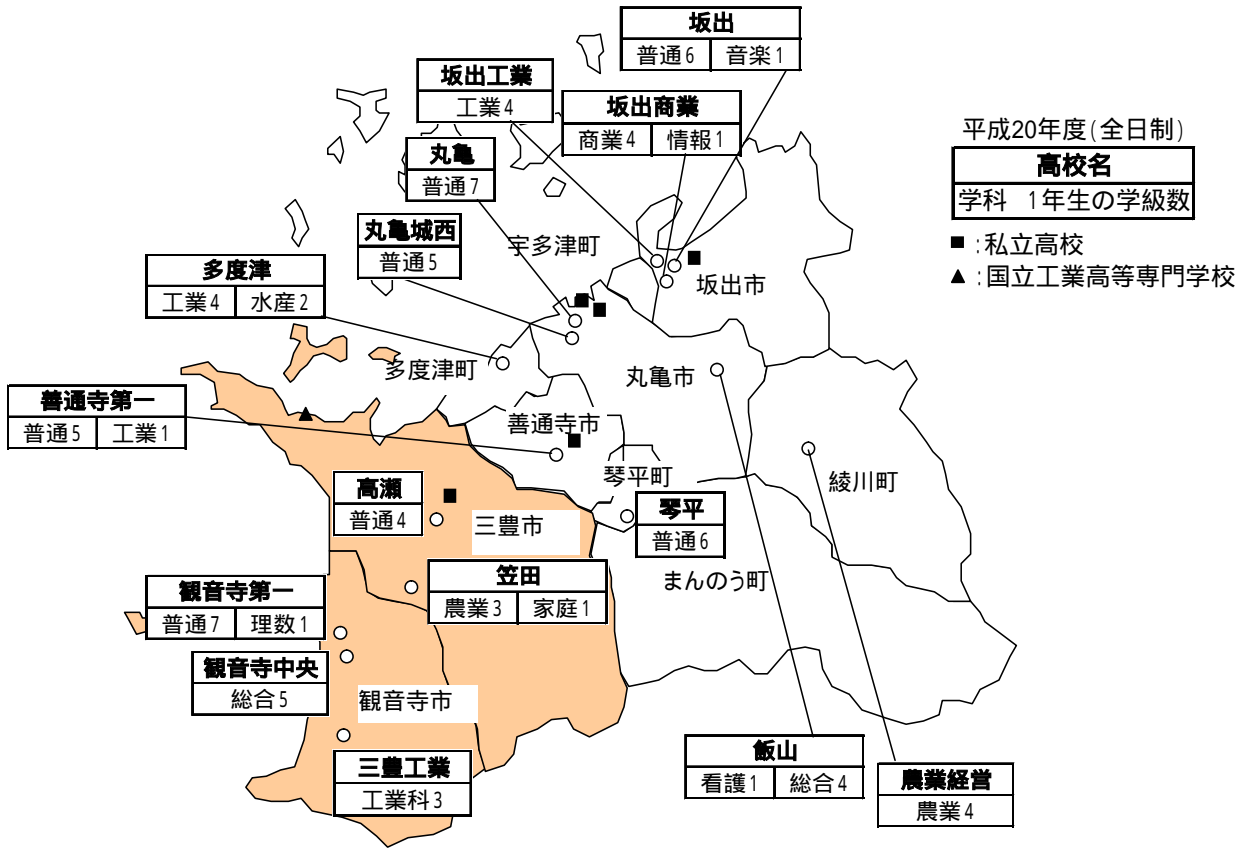 坂出
普通6 音楽1
坂出工業
工業4
坂出商業
商業4 情報1
平成20年度(全日制)
高校名
学科 1年生の学級数
■:私立高校
▲:国立工業高等専門学校
丸亀
普通7
丸亀城西
普通5
宇多津町
坂出市
多度津
工業4 水産2
多度津町
丸亀市
善通寺第一
普通5 工業1
善通寺市
琴平町
綾川町
高瀬
普通4
三豊市
琴平
普通6
まんのう町
笠田
農業3 家庭1
観音寺第一
普通7 理数1
観音寺中央
総合5
観音寺市
三豊工業
工業科3
飯山
看護1 総合4
農業経営
農業4